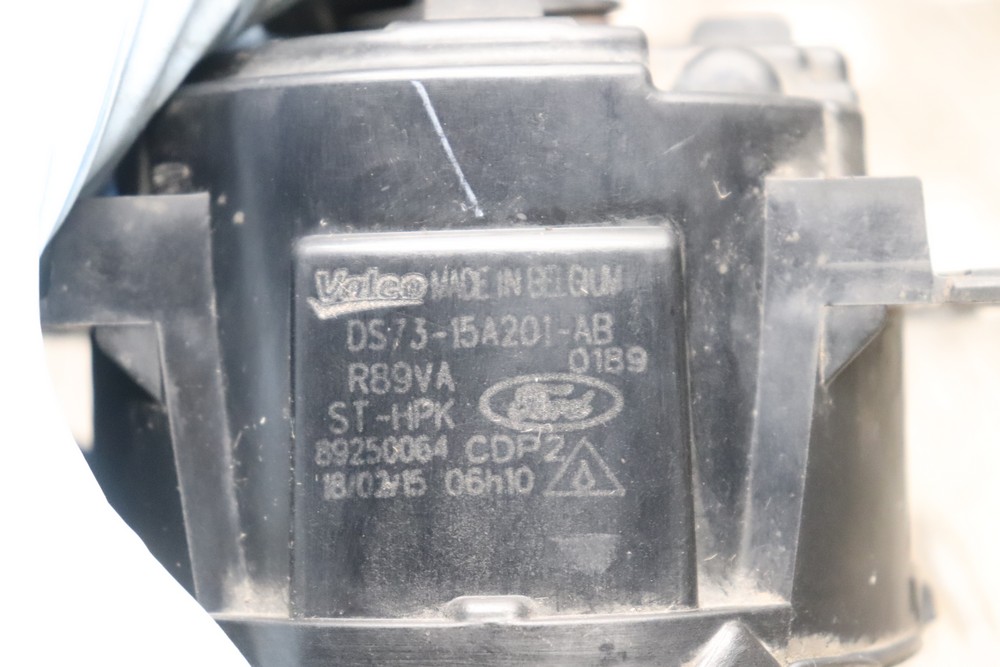 Valeo MADE IN BELGIUM
DS73-15A201-AB
0189
R89VA
Ford
ST-HPK
89250064 CDP2
18/02/15 06h10